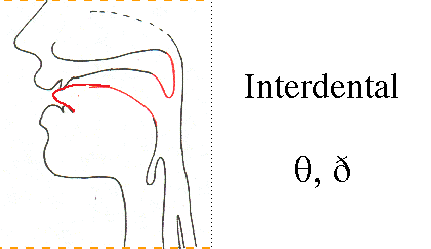 Interdental
θ, ð